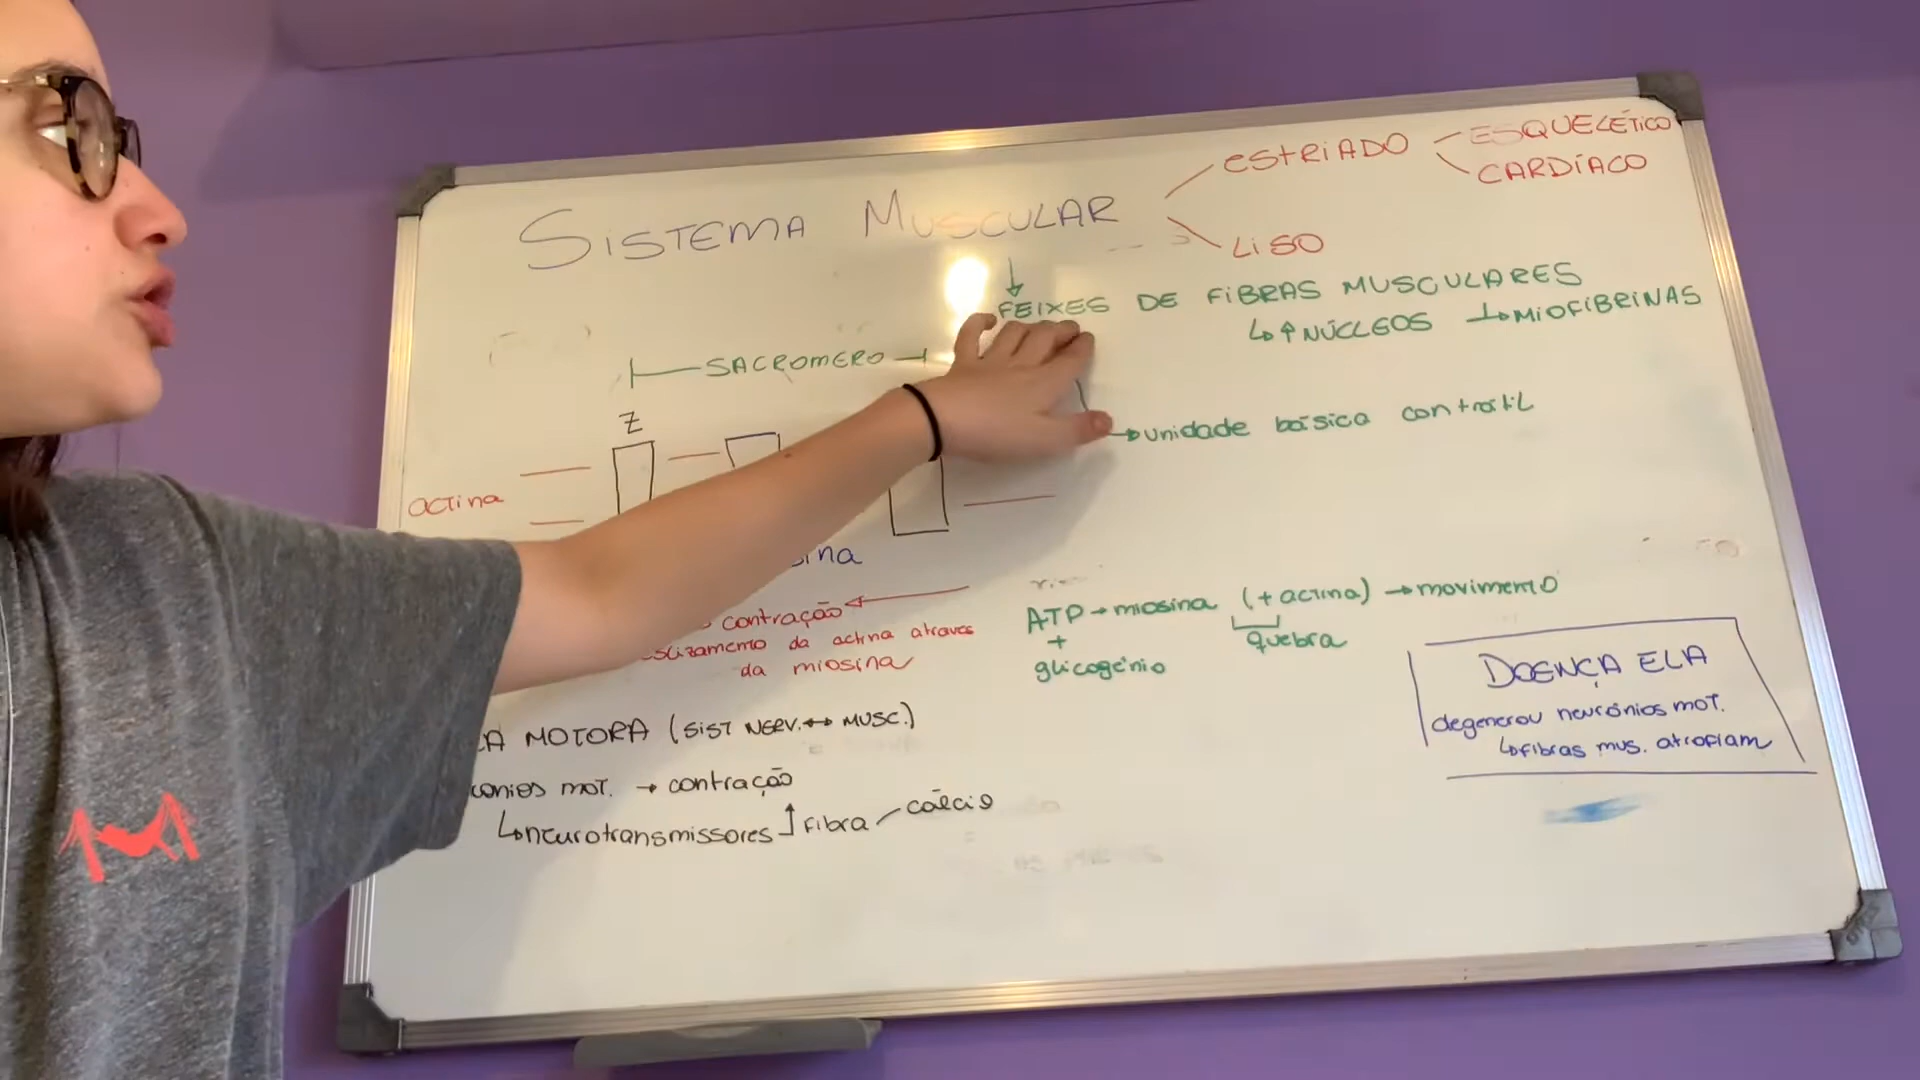 SISTEMA MUSCULAR
ESTRIADO
ESQUELÉTICO
CARDÍACO
LISO
FEIXES DE FIBRAS MUSCULARES
↳ ↑ NÚCLEOS ↳ MIOFIBRINAS
SACROMERO
→ unidade básica contrátil
Z
actina
contração
da actina através
da miosina
ATP → miosina (+ actina) → movimento
+
quebra
glicogênio
DOENÇA ELA
degenerou neurônios mot.
↳ fibras mus. atrofiam
MOTORA (SIST NERV. ↔ MUSC.)
mot. → contração
↳ neurotransmissores ↑ fibra
cálcio